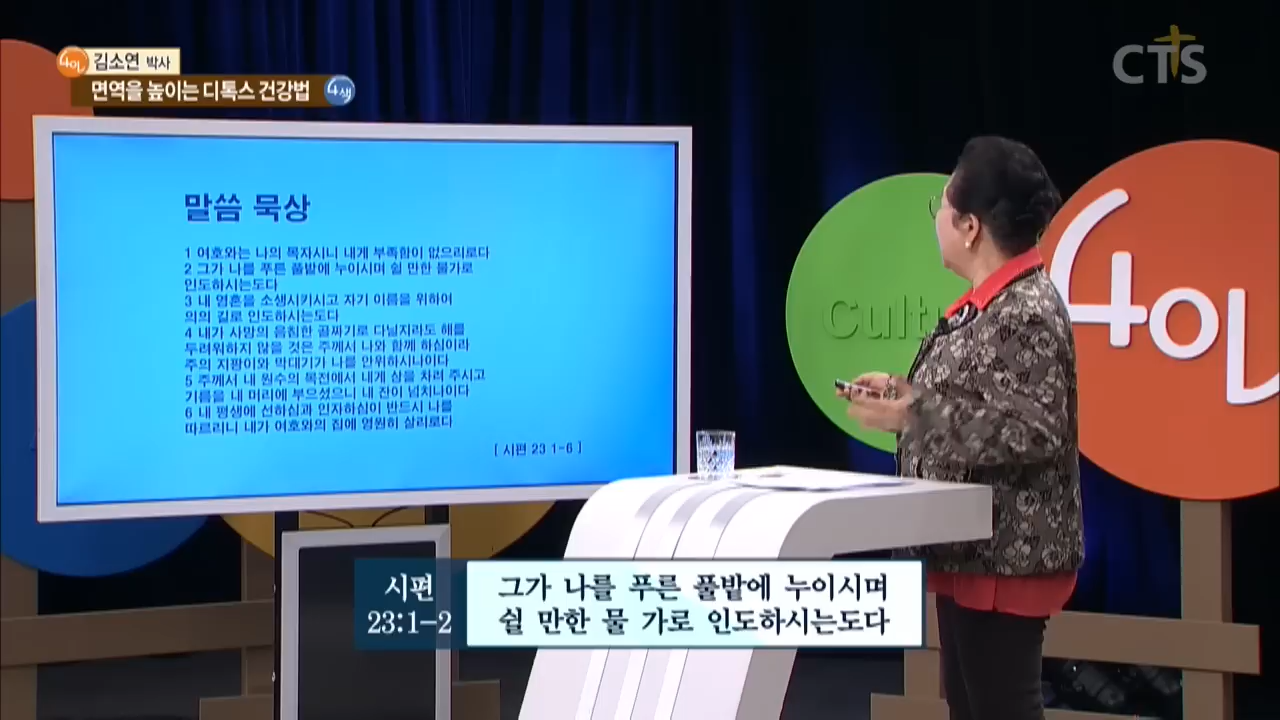 4인
김소연 박사
면역을 높이는 디톡스 건강법
4색
CTS
말씀 묵상
1 여호와는 나의 목자시니 내게 부족함이 없으리로다
2 그가 나를 푸른 풀밭에 누이시며 쉴 만한 물가로
인도하시는도다
3 내 영혼을 소생시키시고 자기 이름을 위하여
의의 길로 인도하시는도다
4 내가 사망의 음침한 골짜기로 다닐지라도 해를
두려워하지 않을 것은 주께서 나와 함께 하심이라
주의 지팡이와 막대기가 나를 안위하시나이다
5 주께서 내 원수의 목전에서 내게 상을 차려 주시고
기름을 내 머리에 부으셨으니 내 잔이 넘치나이다
6 내 평생에 선하심과 인자하심이 반드시 나를
따르리니 내가 여호와의 집에 영원히 살리로다
[ 시편 23 1-6 ]
Cultu
4인
시편
23:1-2
그가 나를 푸른 풀밭에 누이시며
쉴 만한 물 가로 인도하시는도다